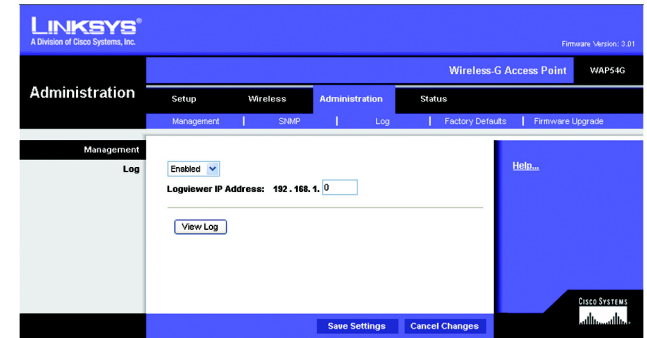 LINKSYS®
A Division of Cisco Systems, Inc.
Firmware Version: 3.01
Wireless-G Access Point WAP54G
Administration
Setup Wireless Administration Status
Management | SNMP | Log | Factory Defaults | Firmware Upgrade
Management
Log
Enabled
Help...
Logviewer IP Address: 192.168.1. 0
View Log
CISCO SYSTEMS
Save Settings Cancel Changes